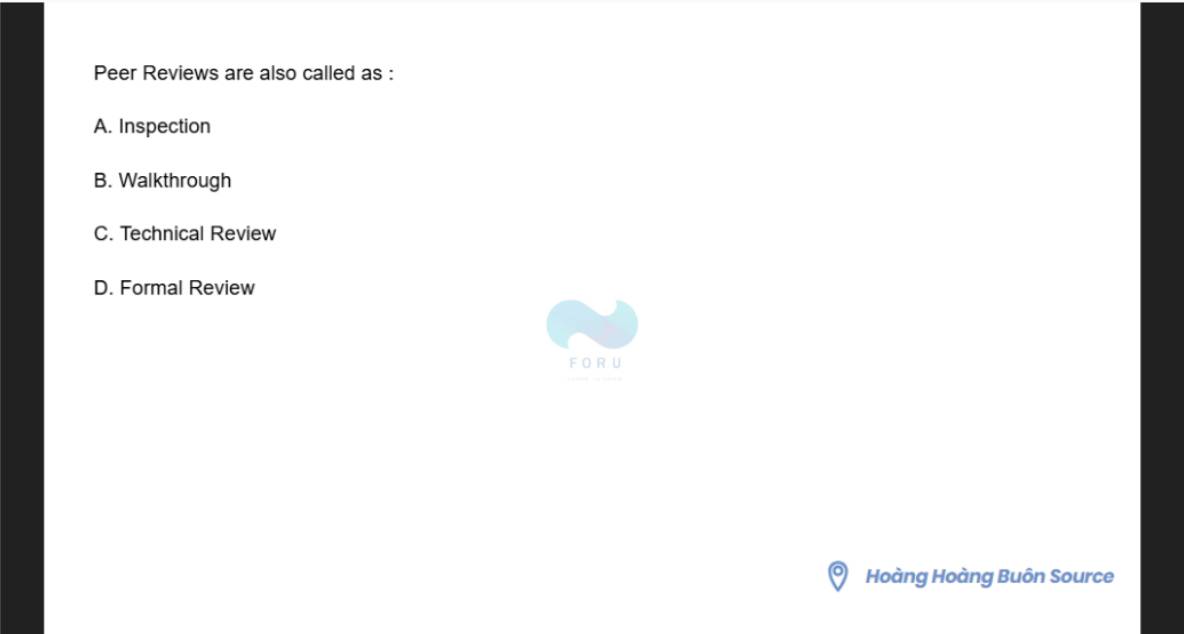 Peer Reviews are also called as :
A. Inspection
B. Walkthrough
C. Technical Review
D. Formal Review
FORU
Hoàng Hoàng Buôn Source